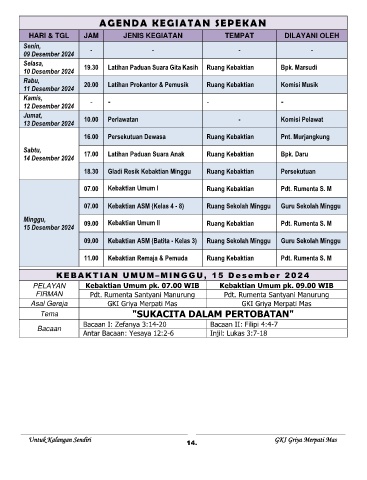 AGENDA KEGIATAN SEPEKAN
HARI & TGL JAM JENIS KEGIATAN TEMPAT DILAYANI OLEH
Senin,
09 Desember 2024 - - - -
Selasa,
10 Desember 2024 19.30 Latihan Paduan Suara Gita Kasih Ruang Kebaktian Bpk. Marsudi
Rabu,
11 Desember 2024 20.00 Latihan Prokantor & Pemusik Ruang Kebaktian Komisi Musik
Kamis,
12 Desember 2024 - - - -
Jumat,
13 Desember 2024 10.00 Perlawatan - Komisi Pelawat
Sabtu,
14 Desember 2024
16.00 Persekutuan Dewasa Ruang Kebaktian Pnt. Murjangkung
17.00 Latihan Paduan Suara Anak Ruang Kebaktian Bpk. Daru
18.30 Gladi Resik Kebaktian Minggu Ruang Kebaktian Persekutuan
Minggu,
15 Desember 2024
07.00 Kebaktian Umum I Ruang Kebaktian Pdt. Rumenta S. M
07.00 Kebaktian ASM (Kelas 4 - 8) Ruang Sekolah Minggu Guru Sekolah Minggu
09.00 Kebaktian Umum II Ruang Kebaktian Pdt. Rumenta S. M
09.00 Kebaktian ASM (Batita - Kelas 3) Ruang Sekolah Minggu Guru Sekolah Minggu
11.00 Kebaktian Remaja & Pemuda Ruang Kebaktian Pdt. Rumenta S. M
KEBAKTIAN UMUM–MINGGU, 15 Desember 2024
PELAYAN FIRMAN
Kebaktian Umum pk. 07.00 WIB Kebaktian Umum pk. 09.00 WIB
Pdt. Rumenta Santyani Manurung Pdt. Rumenta Santyani Manurung
Asal Gereja GKI Griya Merpati Mas GKI Griya Merpati Mas
Tema "SUKACITA DALAM PERTOBATAN"
Bacaan
Bacaan I: Zefanya 3:14-20 Bacaan II: Filipi 4:4-7
Antar Bacaan: Yesaya 12:2-6 Injil: Lukas 3:7-18
Untuk Kalangan Sendiri 14. GKI Griya Merpati Mas